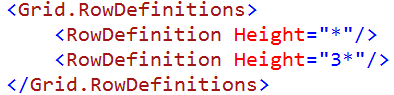 <Grid.RowDefinitions>
    <RowDefinition Height="*"/>
    <RowDefinition Height="3*"/>
</Grid.RowDefinitions>